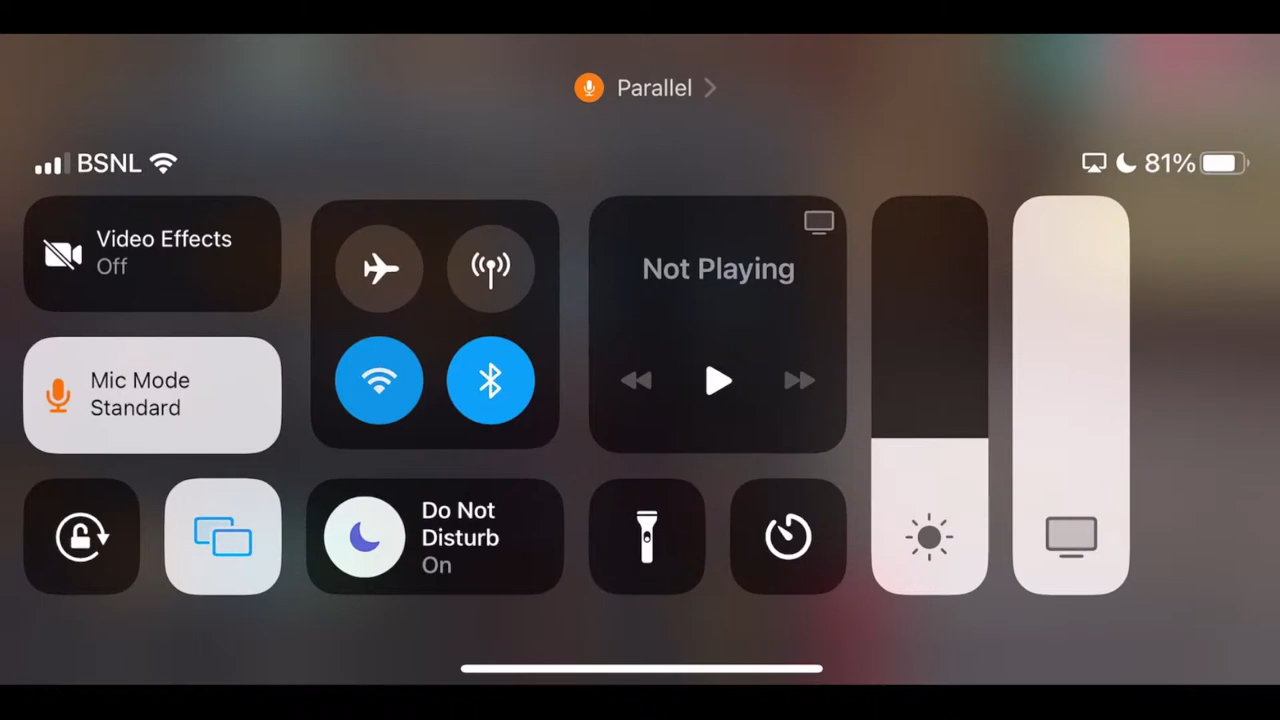 Parallel
BSNL
81%
Video Effects
Off
Not Playing
Mic Mode
Standard
Do Not
Disturb
On